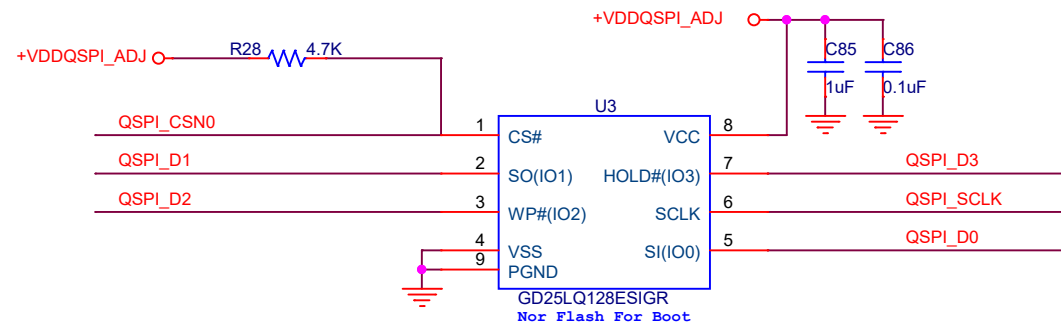 +VDDQSPI_ADJ
+VDDQSPI_ADJ
R28 4.7K
C85 C86
1uF 0.1uF
U3
QSPI_CSN0 1 CS# VCC 8
QSPI_D1 2 SO(IO1) HOLD#(IO3) 7 QSPI_D3
QSPI_D2 3 WP#(IO2) SCLK 6 QSPI_SCLK
4 VSS SI(IO0) 5 QSPI_D0
9 PGND
GD25LQ128ESIGR
Nor Flash For Boot